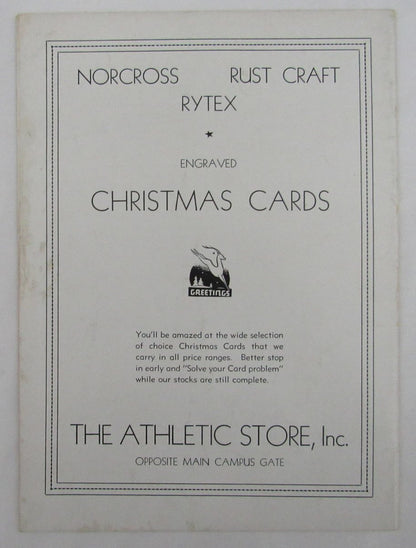 NORCROSS RUST CRAFT
RYTEX
ENGRAVED
CHRISTMAS CARDS
GREETINGS
You'll be amazed at the wide selection
of choice Christmas Cards that we
carry in all price ranges. Better stop
in early and "Solve your Card problem"
while our stocks are still complete.
THE ATHLETIC STORE, Inc.
OPPOSITE MAIN CAMPUS GATE